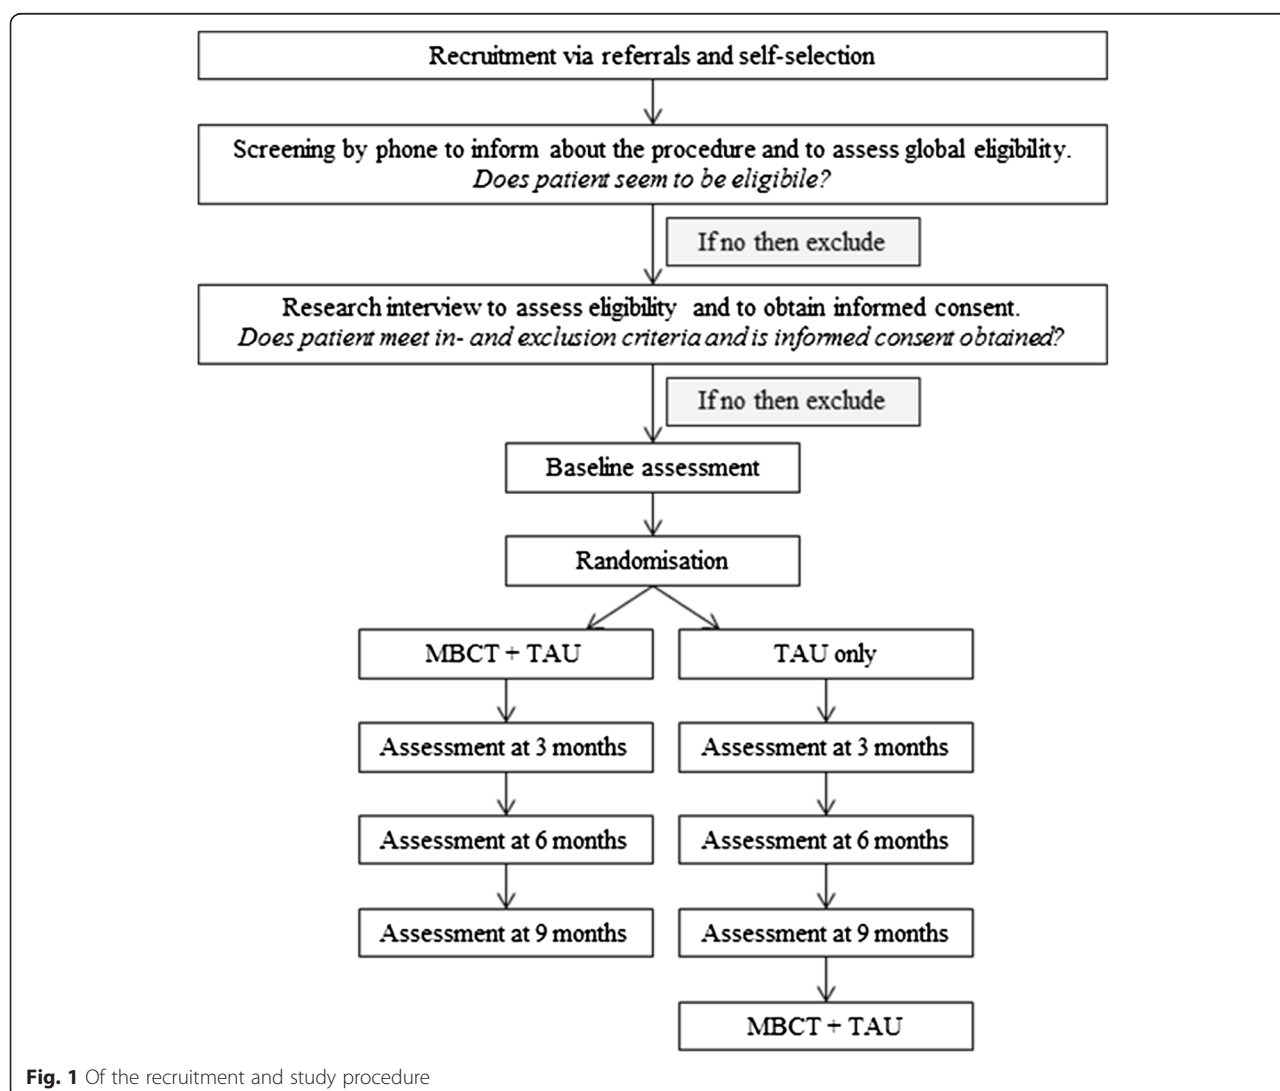 Recruitment via referrals and self-selection
Screening by phone to inform about the procedure and to assess global eligibility.
Does patient seem to be eligibile?
If no then exclude
Research interview to assess eligibility and to obtain informed consent.
Does patient meet in- and exclusion criteria and is informed consent obtained?
If no then exclude
Baseline assessment
Randomisation
MBCT + TAU
TAU only
Assessment at 3 months
Assessment at 3 months
Assessment at 6 months
Assessment at 6 months
Assessment at 9 months
Assessment at 9 months
MBCT + TAU
Fig. 1 Of the recruitment and study procedure